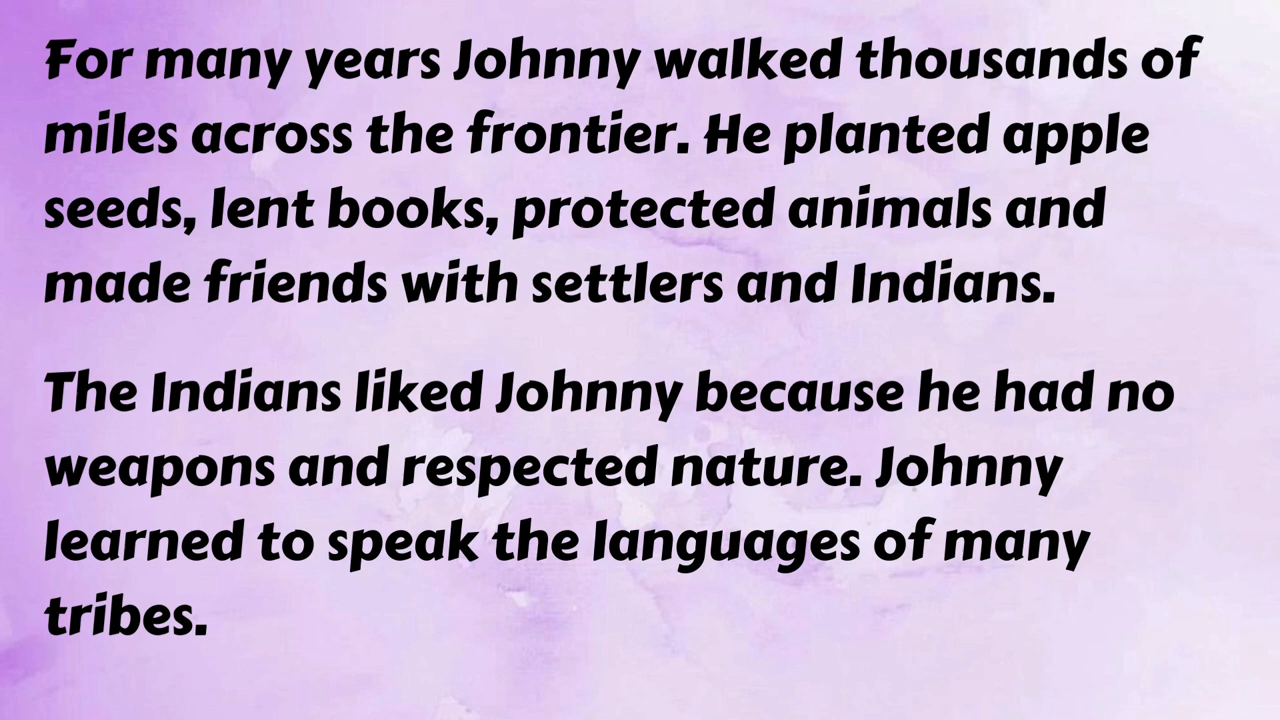 For many years Johnny walked thousands of
miles across the frontier. He planted apple
seeds, lent books, protected animals and
made friends with settlers and Indians.
The Indians liked Johnny because he had no
weapons and respected nature. Johnny
learned to speak the languages of many
tribes.